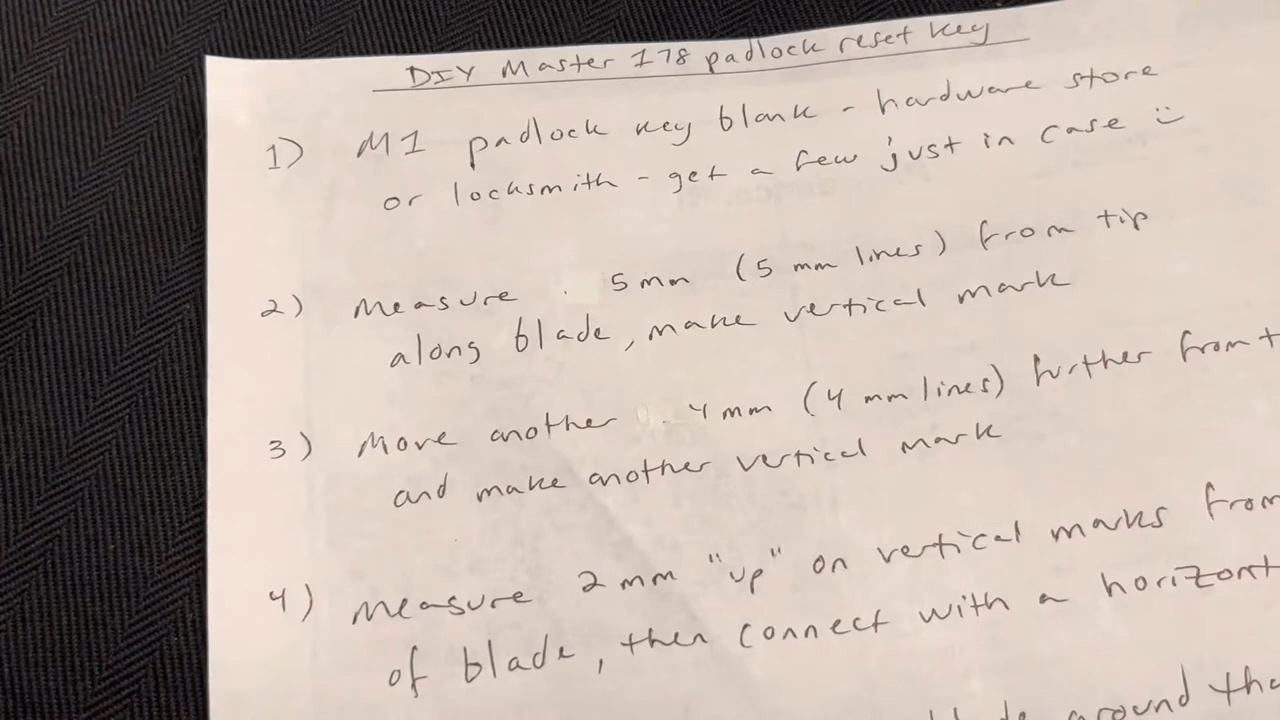 DIY Master 178 padlock reset key
1) M1 padlock key blank - hardware store
or locksmith - get a few just in case :)
2) Measure 5mm (5 mm lines) from tip
along blade, make vertical mark
3) Move another 4mm (4 mm lines) further from
and make another vertical mark
4) Measure 2mm "up" on vertical marks from
of blade, then connect with a
around